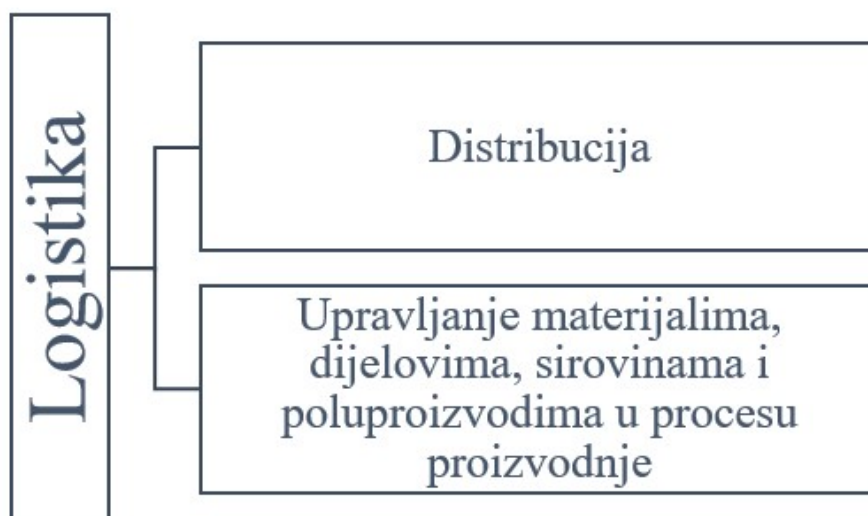 Logistika
Distribucija
Upravljanje materijalima,
dijelovima, sirovinama i
poluproizvodima u procesu
proizvodnje